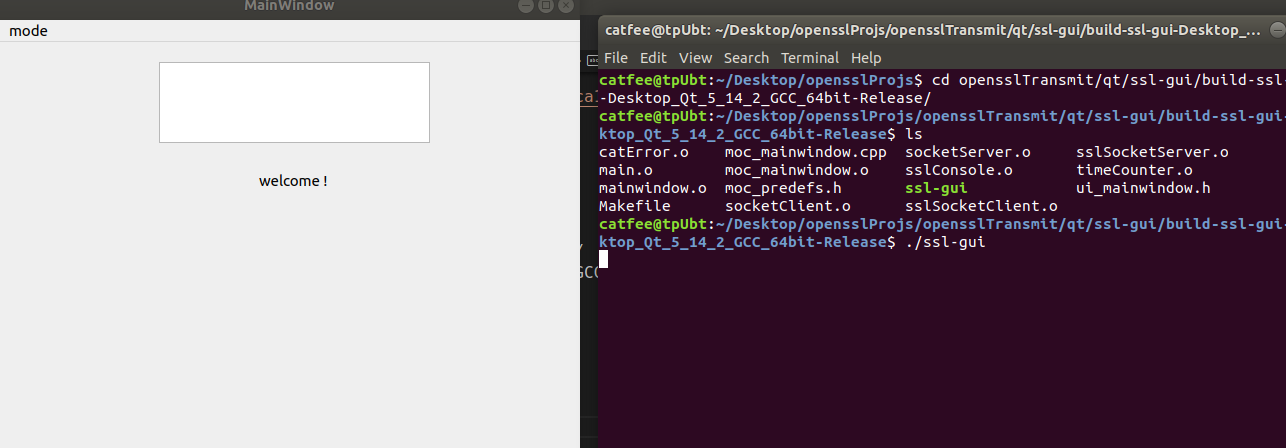 MainWindow
mode
welcome !
catfee@tpUbt: ~/Desktop/opensslProjs/opensslTransmit/qt/ssl-gui/build-ssl-gui-Desktop_...
File Edit View Search Terminal Help
catfee@tpUbt:~/Desktop/opensslProjs$ cd opensslTransmit/qt/ssl-gui/build-ssl-
-Desktop_Qt_5_14_2_GCC_64bit-Release/
catfee@tpUbt:~/Desktop/opensslProjs/opensslTransmit/qt/ssl-gui/build-ssl-gui-
ktop_Qt_5_14_2_GCC_64bit-Release$ ls
catError.o moc_mainwindow.cpp socketServer.o sslSocketServer.o
main.o moc_mainwindow.o sslConsole.o timeCounter.o
mainwindow.o moc_predefs.h ssl-gui ui_mainwindow.h
Makefile socketClient.o sslSocketClient.o
catfee@tpUbt:~/Desktop/opensslProjs/opensslTransmit/qt/ssl-gui/build-ssl-gui-
ktop_Qt_5_14_2_GCC_64bit-Release$ ./ssl-gui